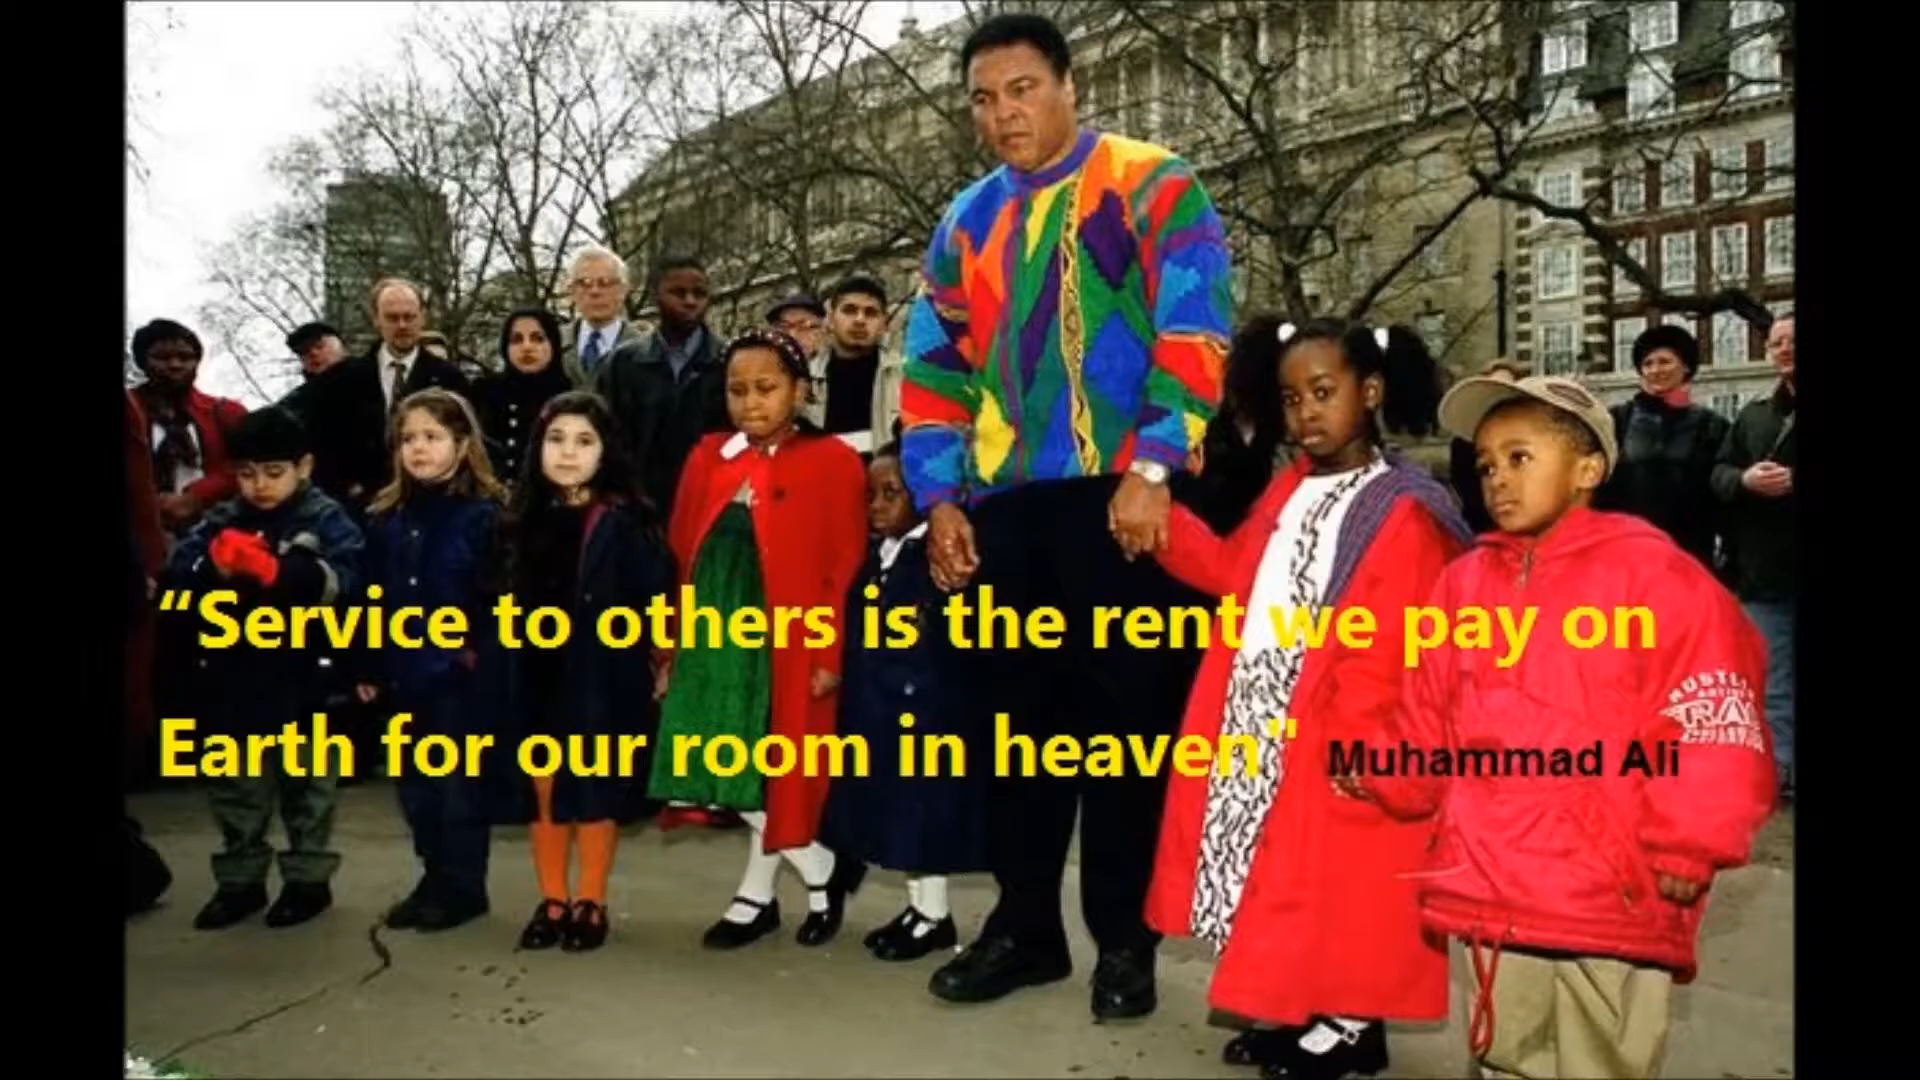 “Service to others is the rent we pay on
Earth for our room in heaven" Muhammad Ali